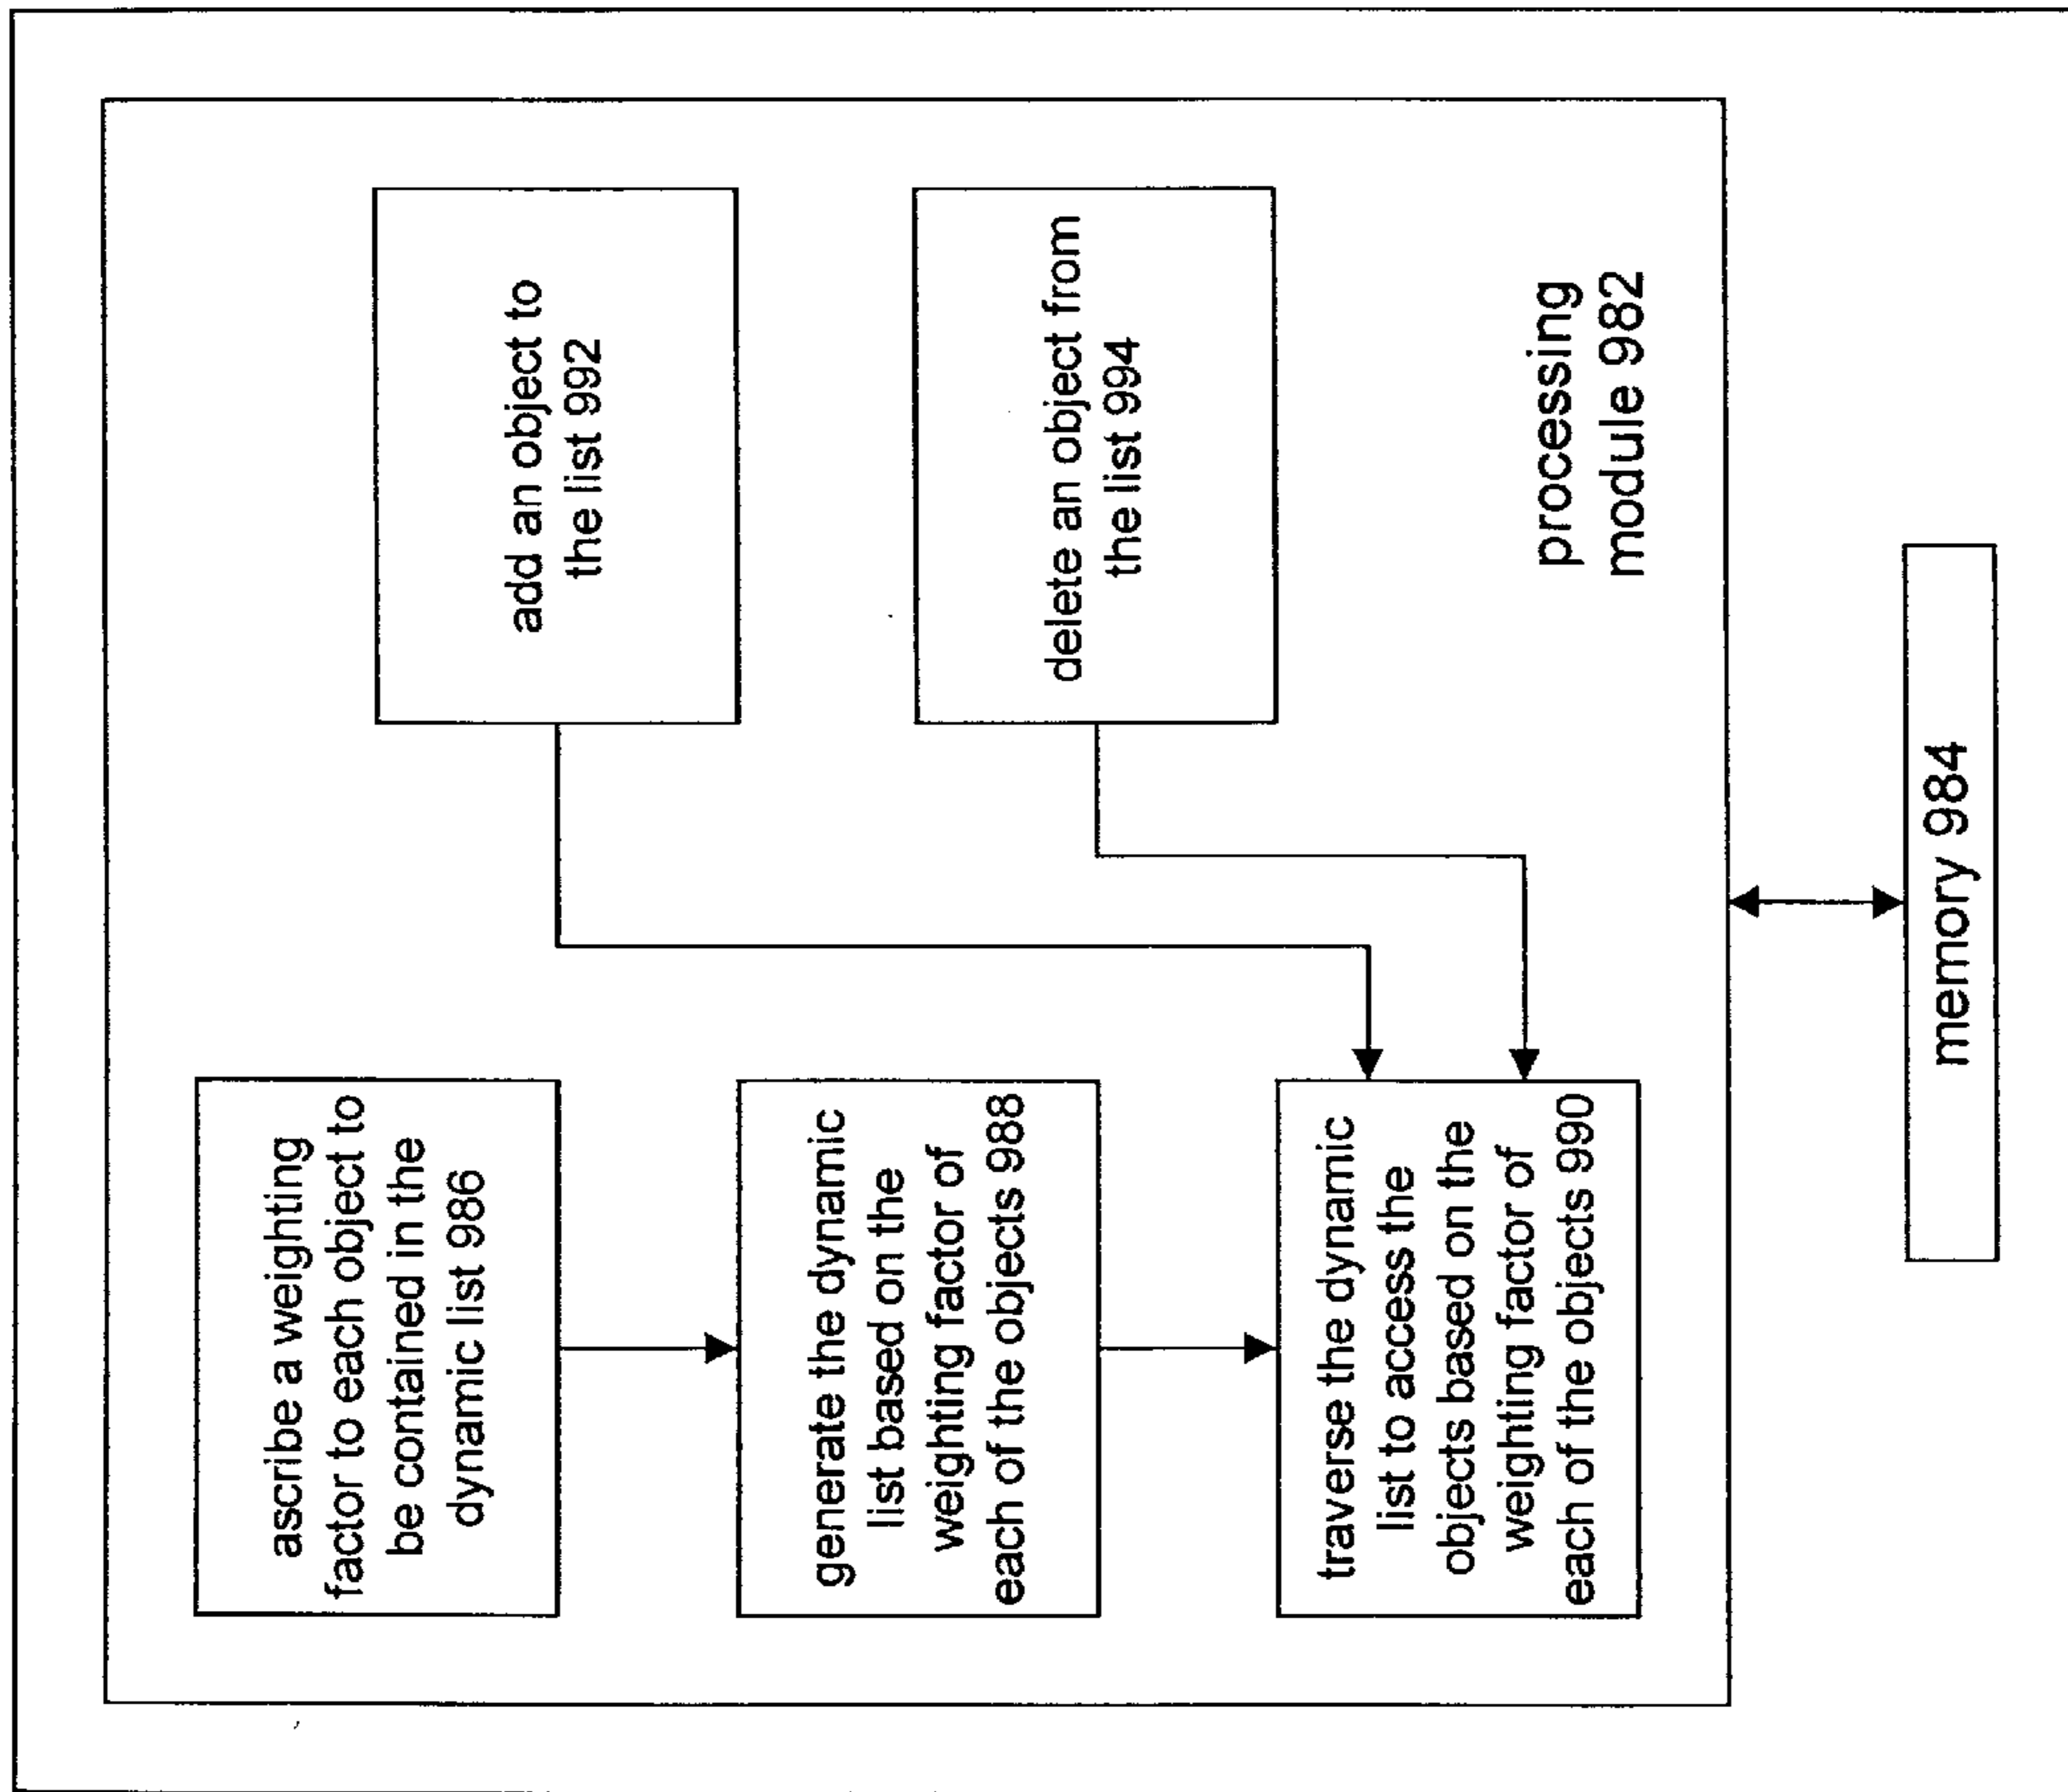 ascribe a weighting
factor to each object to
be contained in the
dynamic list 986
generate the dynamic
list based on the
weighting factor of
each of the objects 988
traverse the dynamic
list to access the
objects based on the
weighting factor of
each of the objects 990
add an object to
the list 992
delete an object from
the list 994
processing
module 982
memory 984